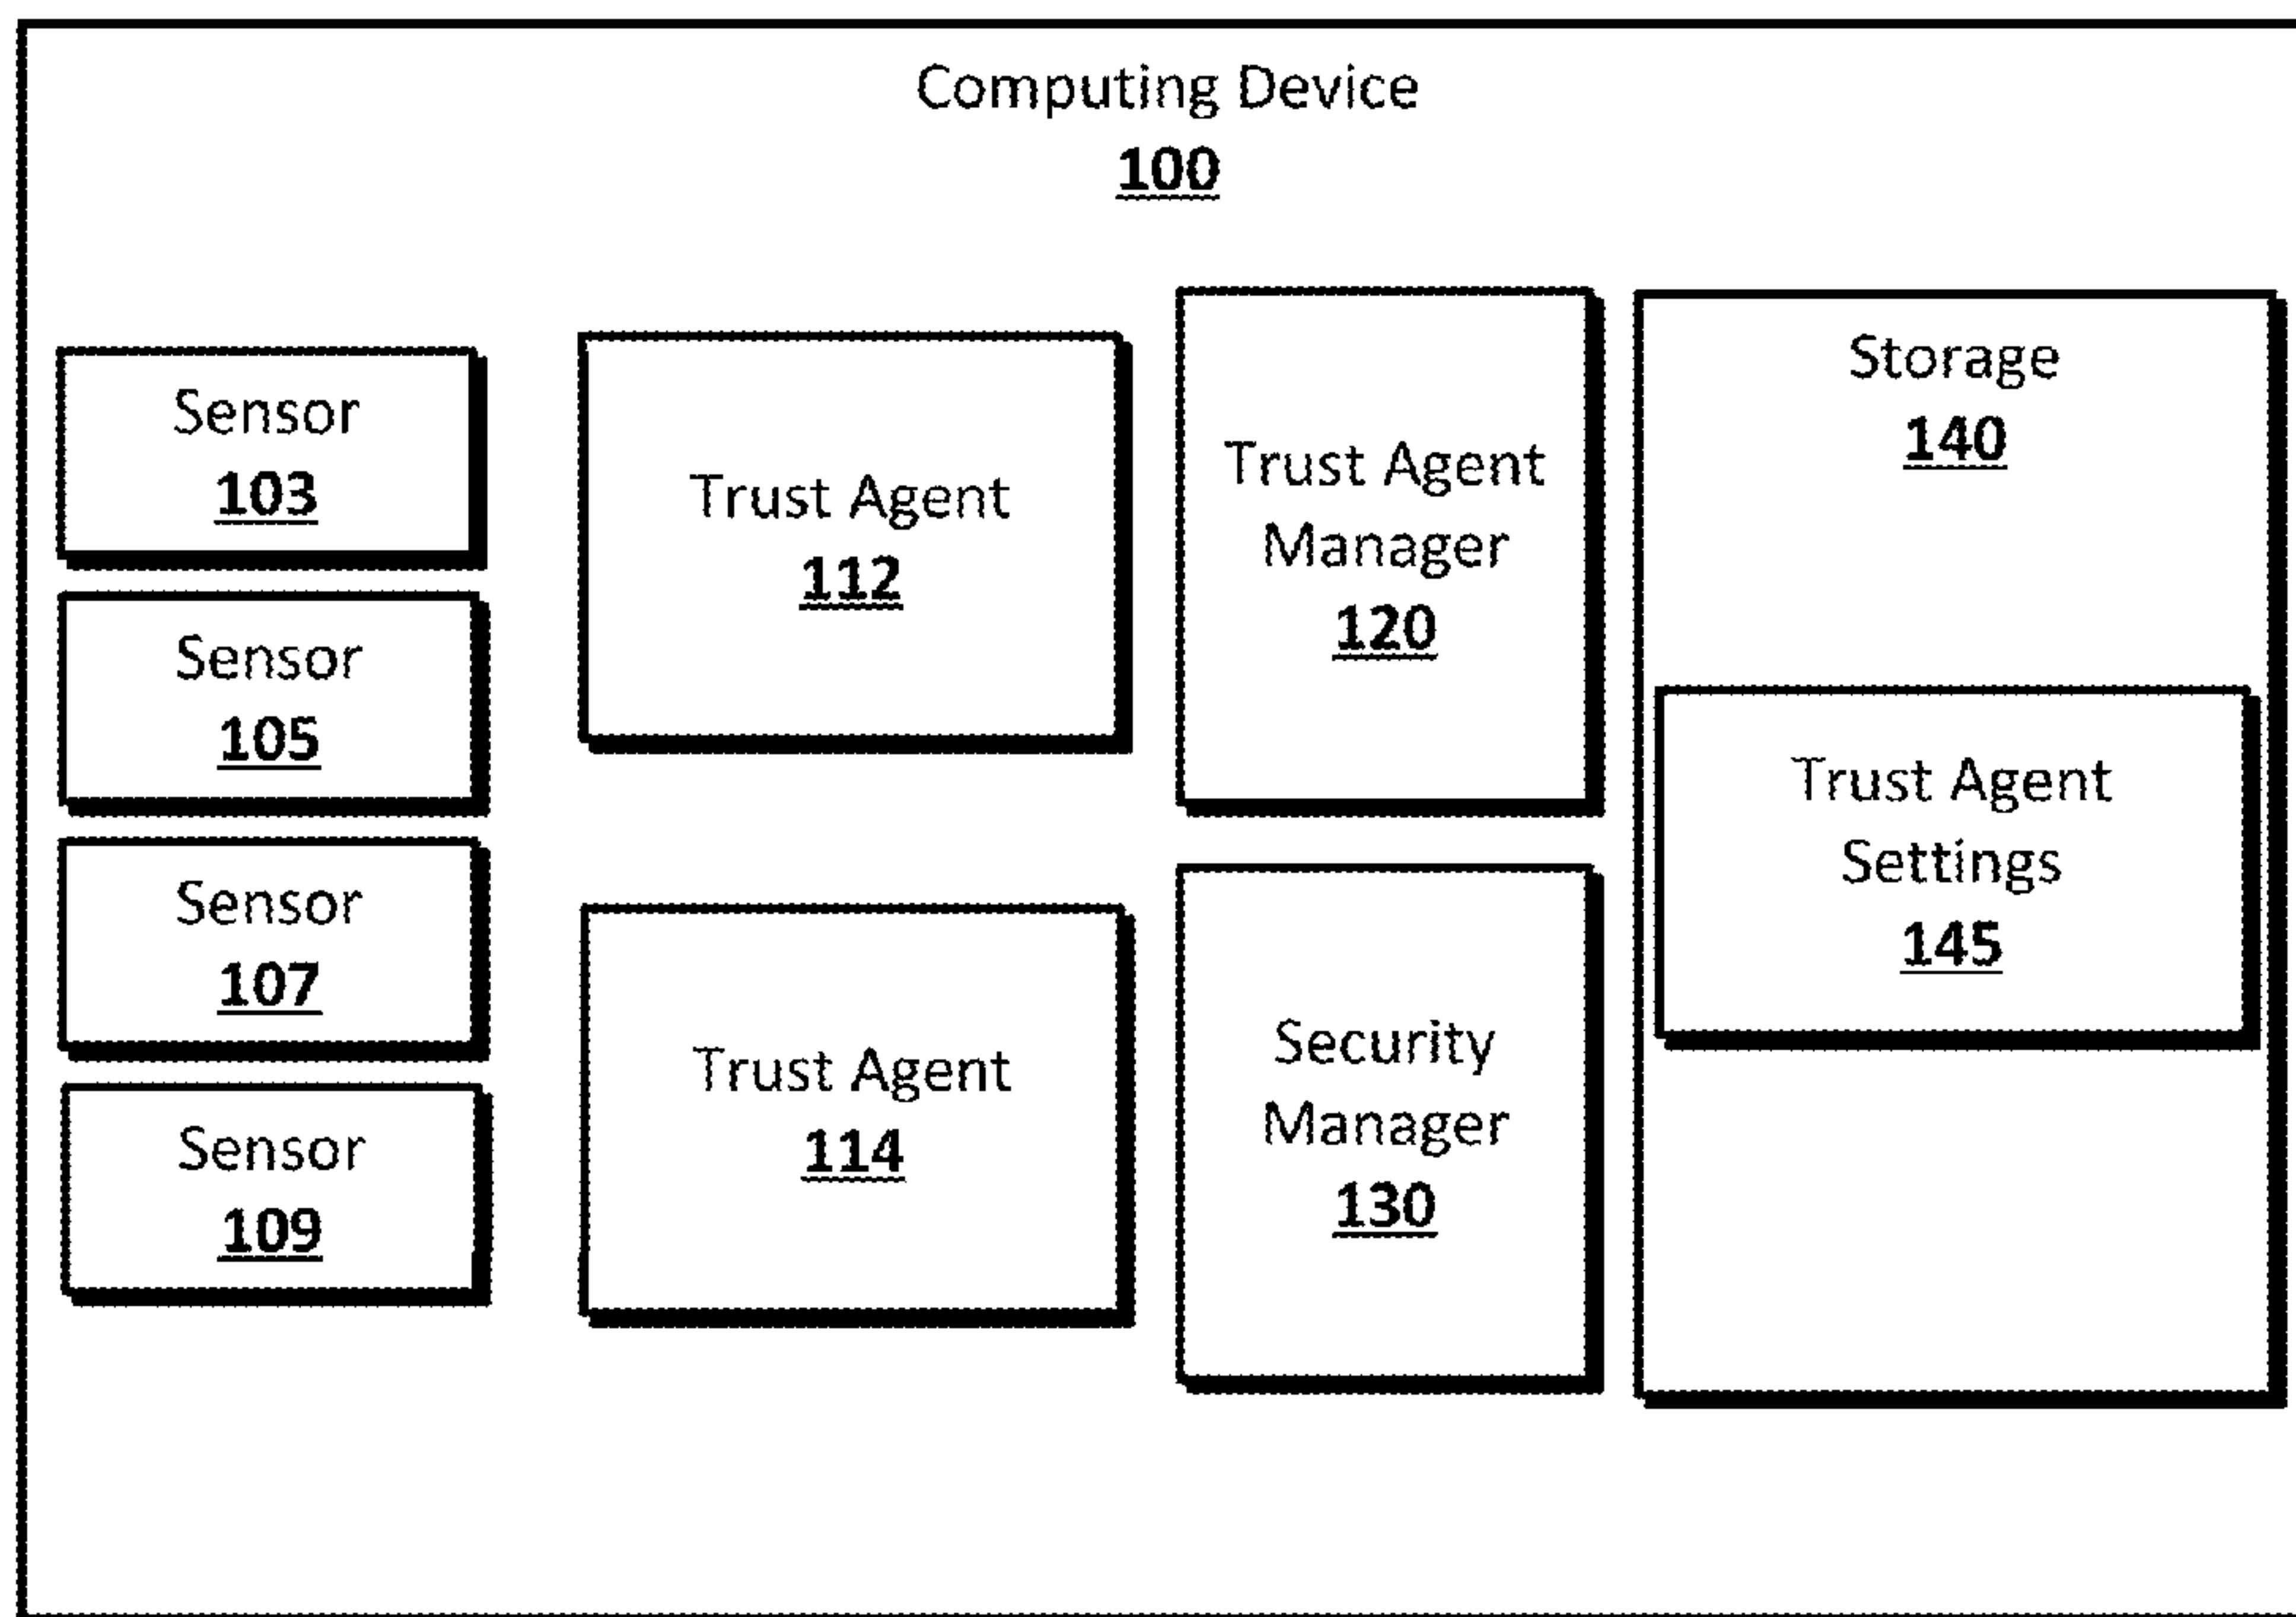 Computing Device
100
Sensor
103
Sensor
105
Sensor
107
Sensor
109
Trust Agent
112
Trust Agent
114
Trust Agent
Manager
120
Security
Manager
130
Storage
140
Trust Agent
Settings
145